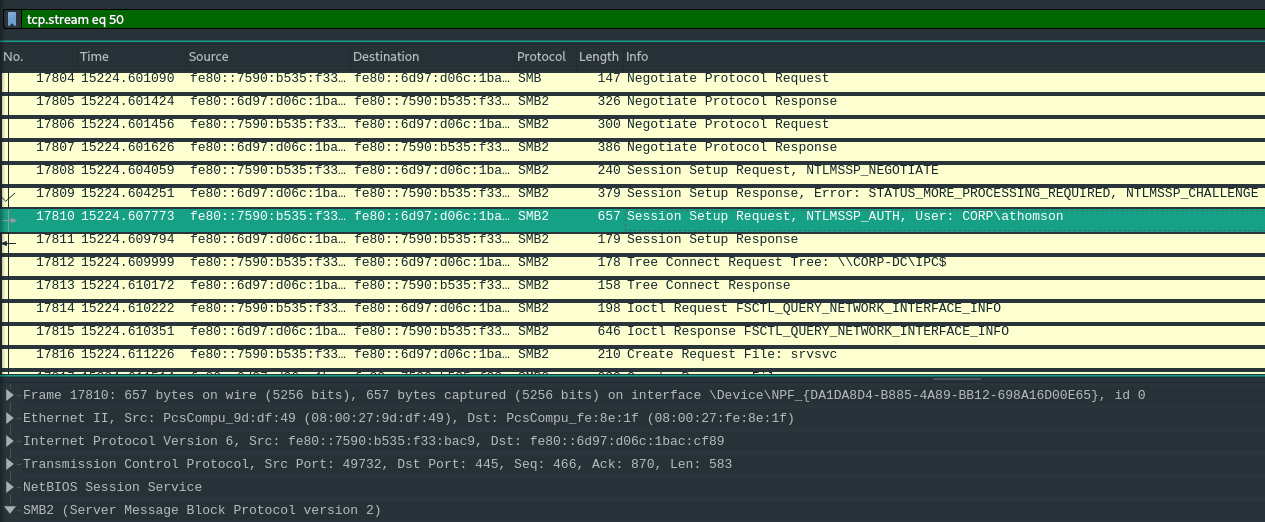 tcp.stream eq 50
No. Time Source Destination Protocol Length Info
17804 15224.601090 fe80::7590:b535:f33… fe80::6d97:d06c:1ba… SMB 147 Negotiate Protocol Request
17805 15224.601424 fe80::6d97:d06c:1ba… fe80::7590:b535:f33… SMB2 326 Negotiate Protocol Response
17806 15224.601456 fe80::7590:b535:f33… fe80::6d97:d06c:1ba… SMB2 300 Negotiate Protocol Request
17807 15224.601626 fe80::6d97:d06c:1ba… fe80::7590:b535:f33… SMB2 386 Negotiate Protocol Response
17808 15224.604059 fe80::7590:b535:f33… fe80::6d97:d06c:1ba… SMB2 240 Session Setup Request, NTLMSSP_NEGOTIATE
17809 15224.604251 fe80::6d97:d06c:1ba… fe80::7590:b535:f33… SMB2 379 Session Setup Response, Error: STATUS_MORE_PROCESSING_REQUIRED, NTLMSSP_CHALLENGE
17810 15224.607773 fe80::7590:b535:f33… fe80::6d97:d06c:1ba… SMB2 657 Session Setup Request, NTLMSSP_AUTH, User: CORP\athomson
17811 15224.609794 fe80::6d97:d06c:1ba… fe80::7590:b535:f33… SMB2 179 Session Setup Response
17812 15224.609999 fe80::7590:b535:f33… fe80::6d97:d06c:1ba… SMB2 178 Tree Connect Request Tree: \\CORP-DC\IPC$
17813 15224.610172 fe80::6d97:d06c:1ba… fe80::7590:b535:f33… SMB2 158 Tree Connect Response
17814 15224.610222 fe80::7590:b535:f33… fe80::6d97:d06c:1ba… SMB2 198 Ioctl Request FSCTL_QUERY_NETWORK_INTERFACE_INFO
17815 15224.610351 fe80::6d97:d06c:1ba… fe80::7590:b535:f33… SMB2 646 Ioctl Response FSCTL_QUERY_NETWORK_INTERFACE_INFO
17816 15224.611226 fe80::7590:b535:f33… fe80::6d97:d06c:1ba… SMB2 210 Create Request File: srvsvc
Frame 17810: 657 bytes on wire (5256 bits), 657 bytes captured (5256 bits) on interface \Device\NPF_{DA1DA8D4-B885-4A89-BB12-698A16D00E65}, id 0
Ethernet II, Src: PcsCompu_9d:df:49 (08:00:27:9d:df:49), Dst: PcsCompu_fe:8e:1f (08:00:27:fe:8e:1f)
Internet Protocol Version 6, Src: fe80::7590:b535:f33:bac9, Dst: fe80::6d97:d06c:1bac:cf89
Transmission Control Protocol, Src Port: 49732, Dst Port: 445, Seq: 466, Ack: 870, Len: 583
NetBIOS Session Service
SMB2 (Server Message Block Protocol version 2)